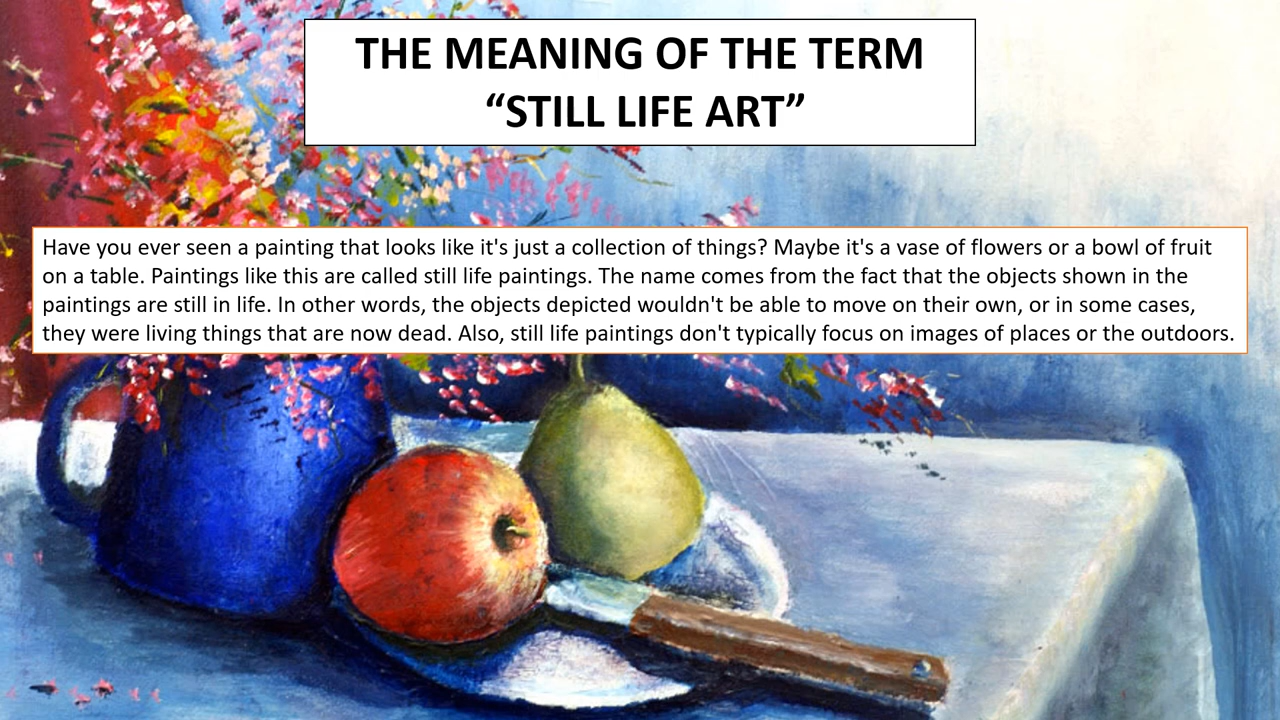 THE MEANING OF THE TERM
“STILL LIFE ART”
Have you ever seen a painting that looks like it's just a collection of things? Maybe it's a vase of flowers or a bowl of fruit
on a table. Paintings like this are called still life paintings. The name comes from the fact that the objects shown in the
paintings are still in life. In other words, the objects depicted wouldn't be able to move on their own, or in some cases,
they were living things that are now dead. Also, still life paintings don't typically focus on images of places or the outdoors.